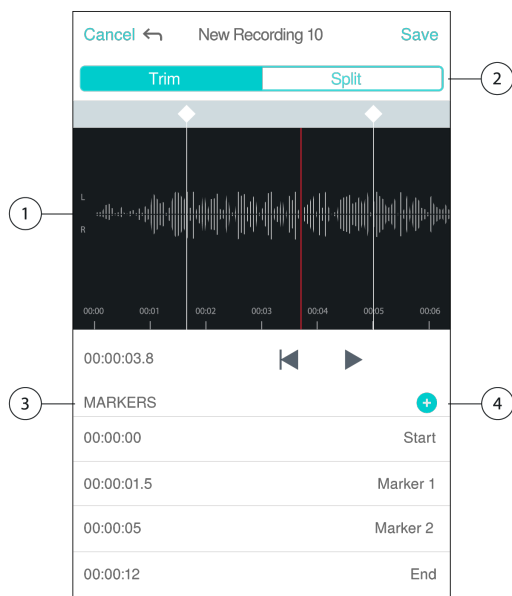 Cancel New Recording 10 Save
Trim Split
2
L
1
R
00:00 00:01 00:02 00:03 00:04 00:05 00:06
00:00:03.8
3 MARKERS + 4
00:00:00 Start
00:00:01.5 Marker 1
00:00:05 Marker 2
00:00:12 End